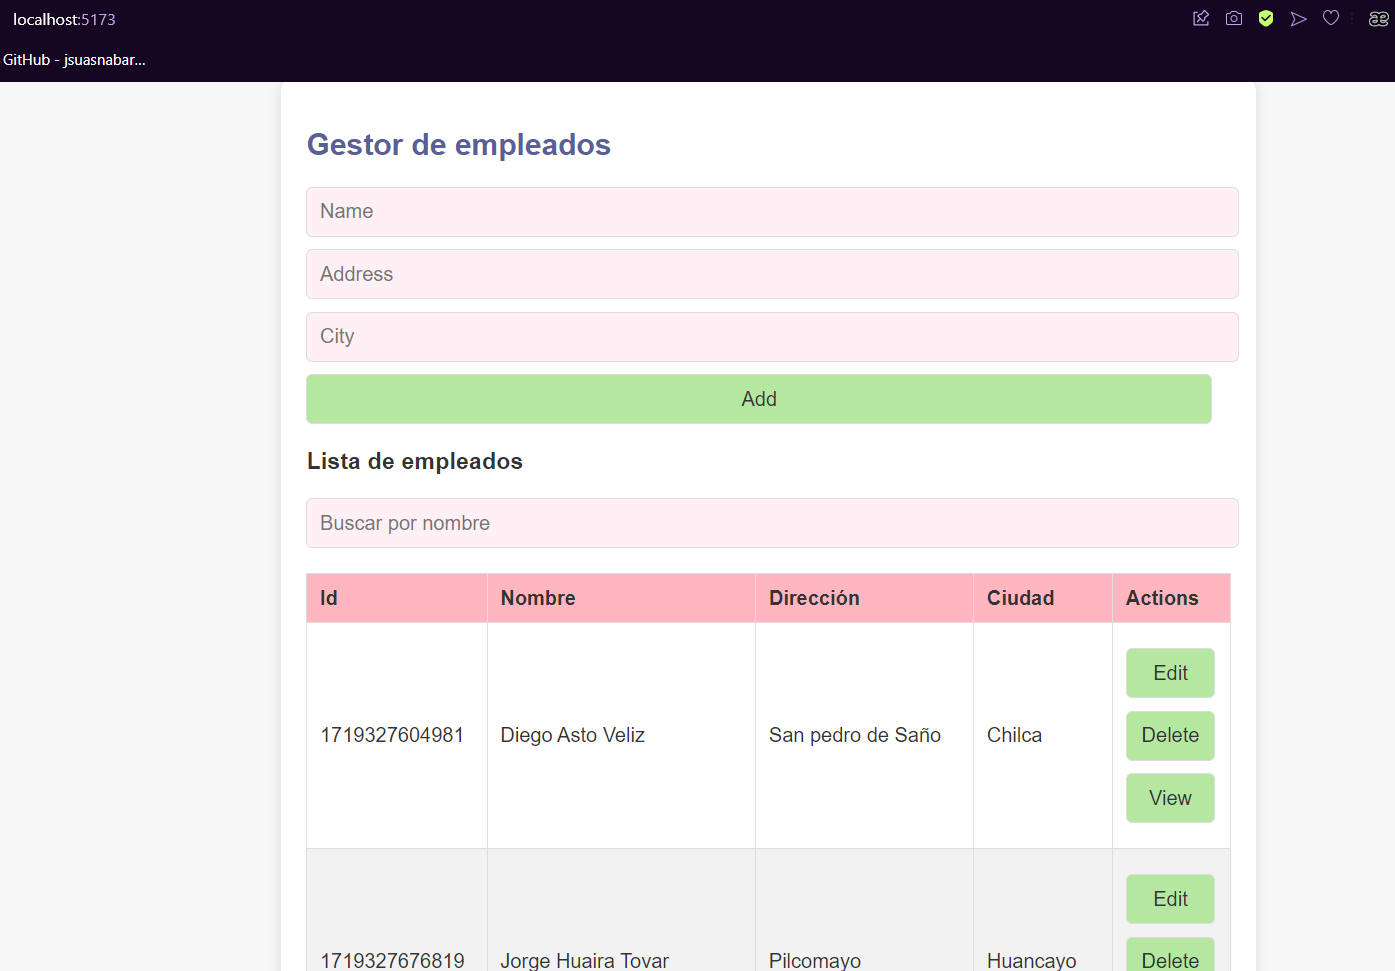 localhost:5173
GitHub - jsuasnabar...
Gestor de empleados
Name
Address
City
Add
Lista de empleados
Buscar por nombre
Id Nombre Dirección Ciudad Actions
Edit
1719327604981 Diego Asto Veliz San pedro de Saño Chilca Delete
View
Edit
1719327676819 Jorge Huaira Tovar Pilcomayo Huancayo Delete